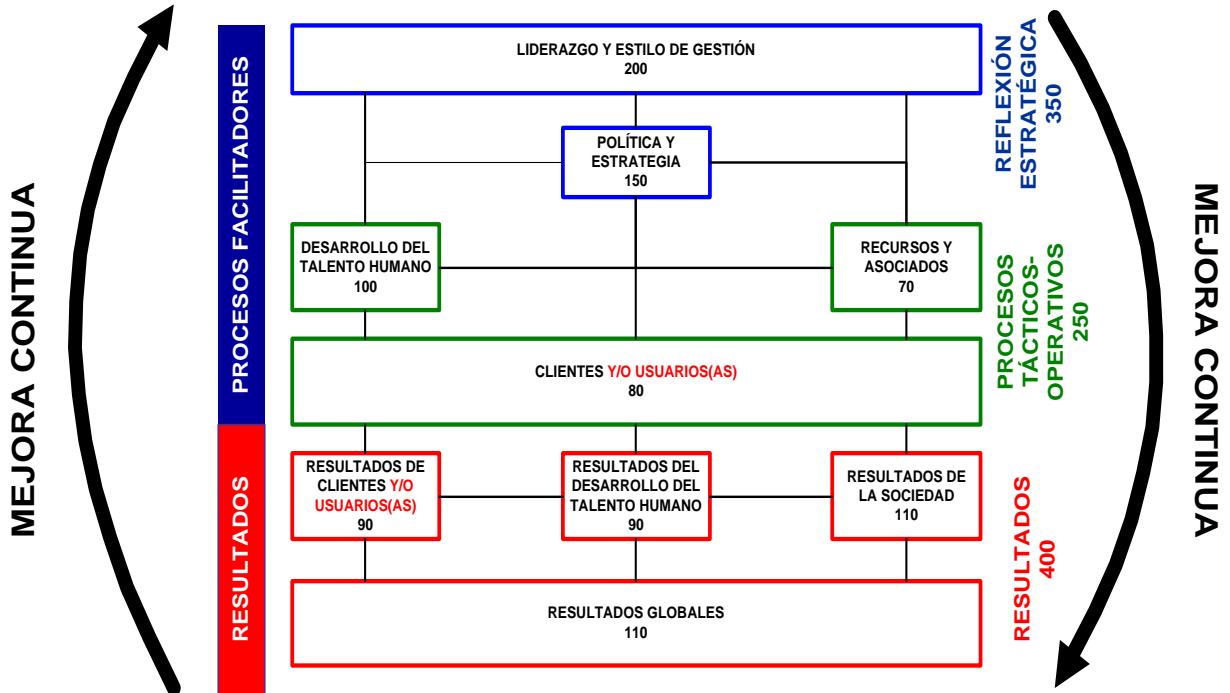 MEJORA CONTINUA
PROCESOS FACILITADORES
RESULTADOS
LIDERAZGO Y ESTILO DE GESTIÓN
200
POLÍTICA Y
ESTRATEGIA
150
DESARROLLO DEL
TALENTO HUMANO
100
RECURSOS Y
ASOCIADOS
70
CLIENTES Y/O USUARIOS(AS)
80
RESULTADOS DE
CLIENTES Y/O
USUARIOS(AS)
90
RESULTADOS DEL
DESARROLLO DEL
TALENTO HUMANO
90
RESULTADOS DE
LA SOCIEDAD
110
RESULTADOS GLOBALES
110
REFLEXIÓN
ESTRATÉGICA
350
PROCESOS
TÁCTICOS-
OPERATIVOS
250
RESULTADOS
400
MEJORA CONTINUA